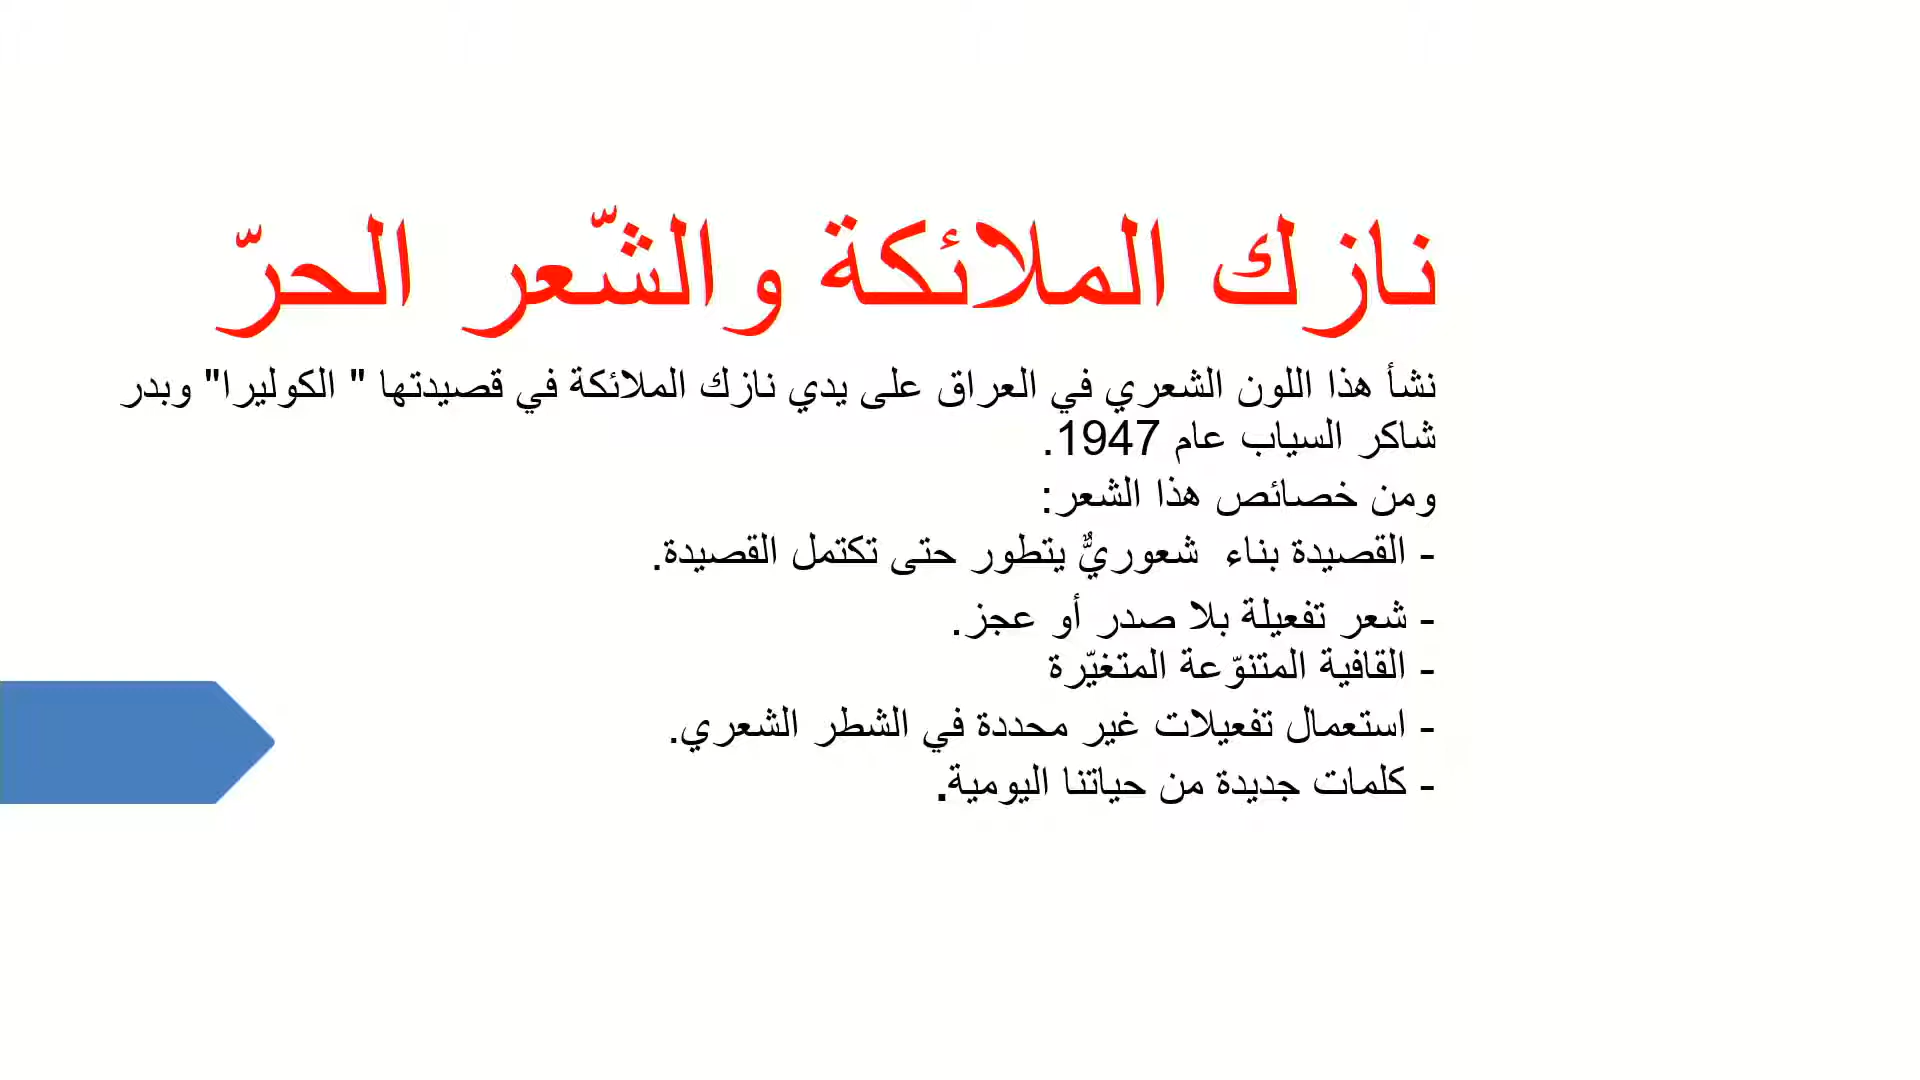 نازك الملائكة والشّعر الحرّ
نشأ هذا اللون الشعري في العراق على يدي نازك الملائكة في قصيدتها " الكوليرا" وبدر
شاكر السياب عام 1947.
ومن خصائص هذا الشعر:
- القصيدة بناء شعوريٌّ يتطور حتى تكتمل القصيدة.
- شعر تفعيلة بلا صدر أو عجز.
- القافية المتنوّعة المتغيّرة
- استعمال تفعيلات غير محددة في الشطر الشعري.
- كلمات جديدة من حياتنا اليومية.